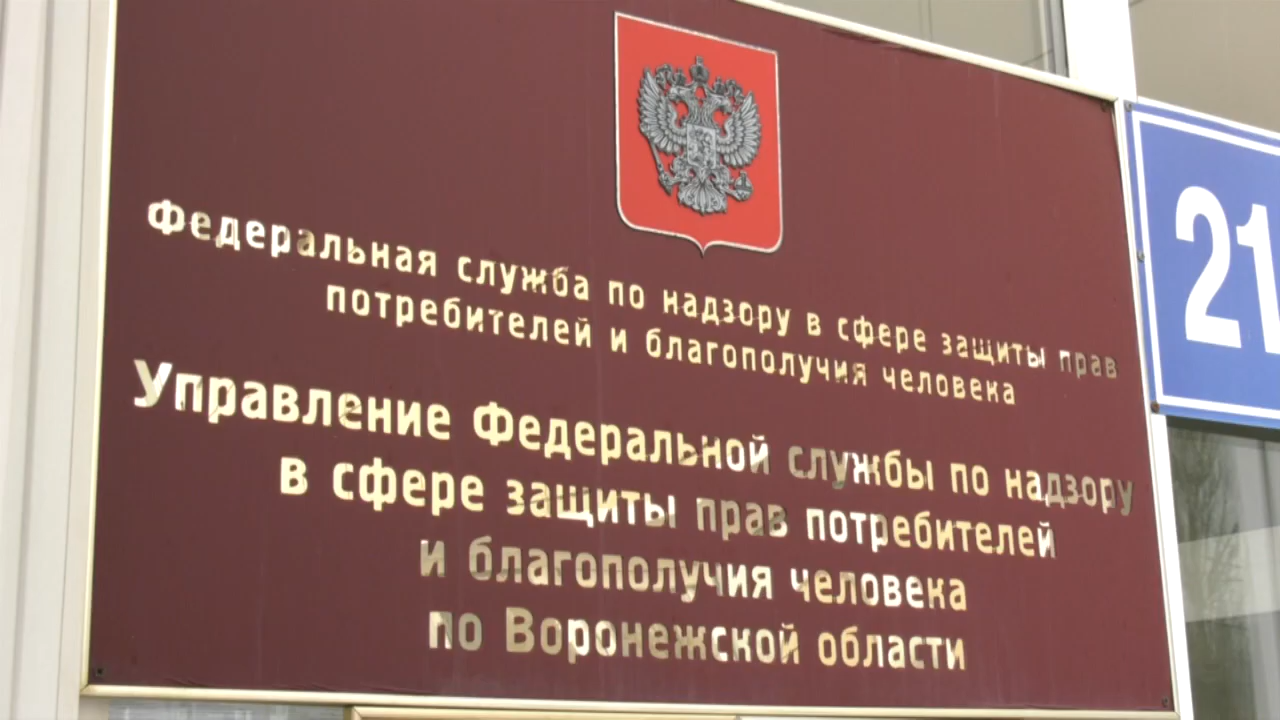 Федеральная служба по надзору в сфере защиты прав
потребителей и благополучия человека
Управление Федеральной службы по надзору
в сфере защиты прав потребителей
и благополучия человека
по Воронежской области
21